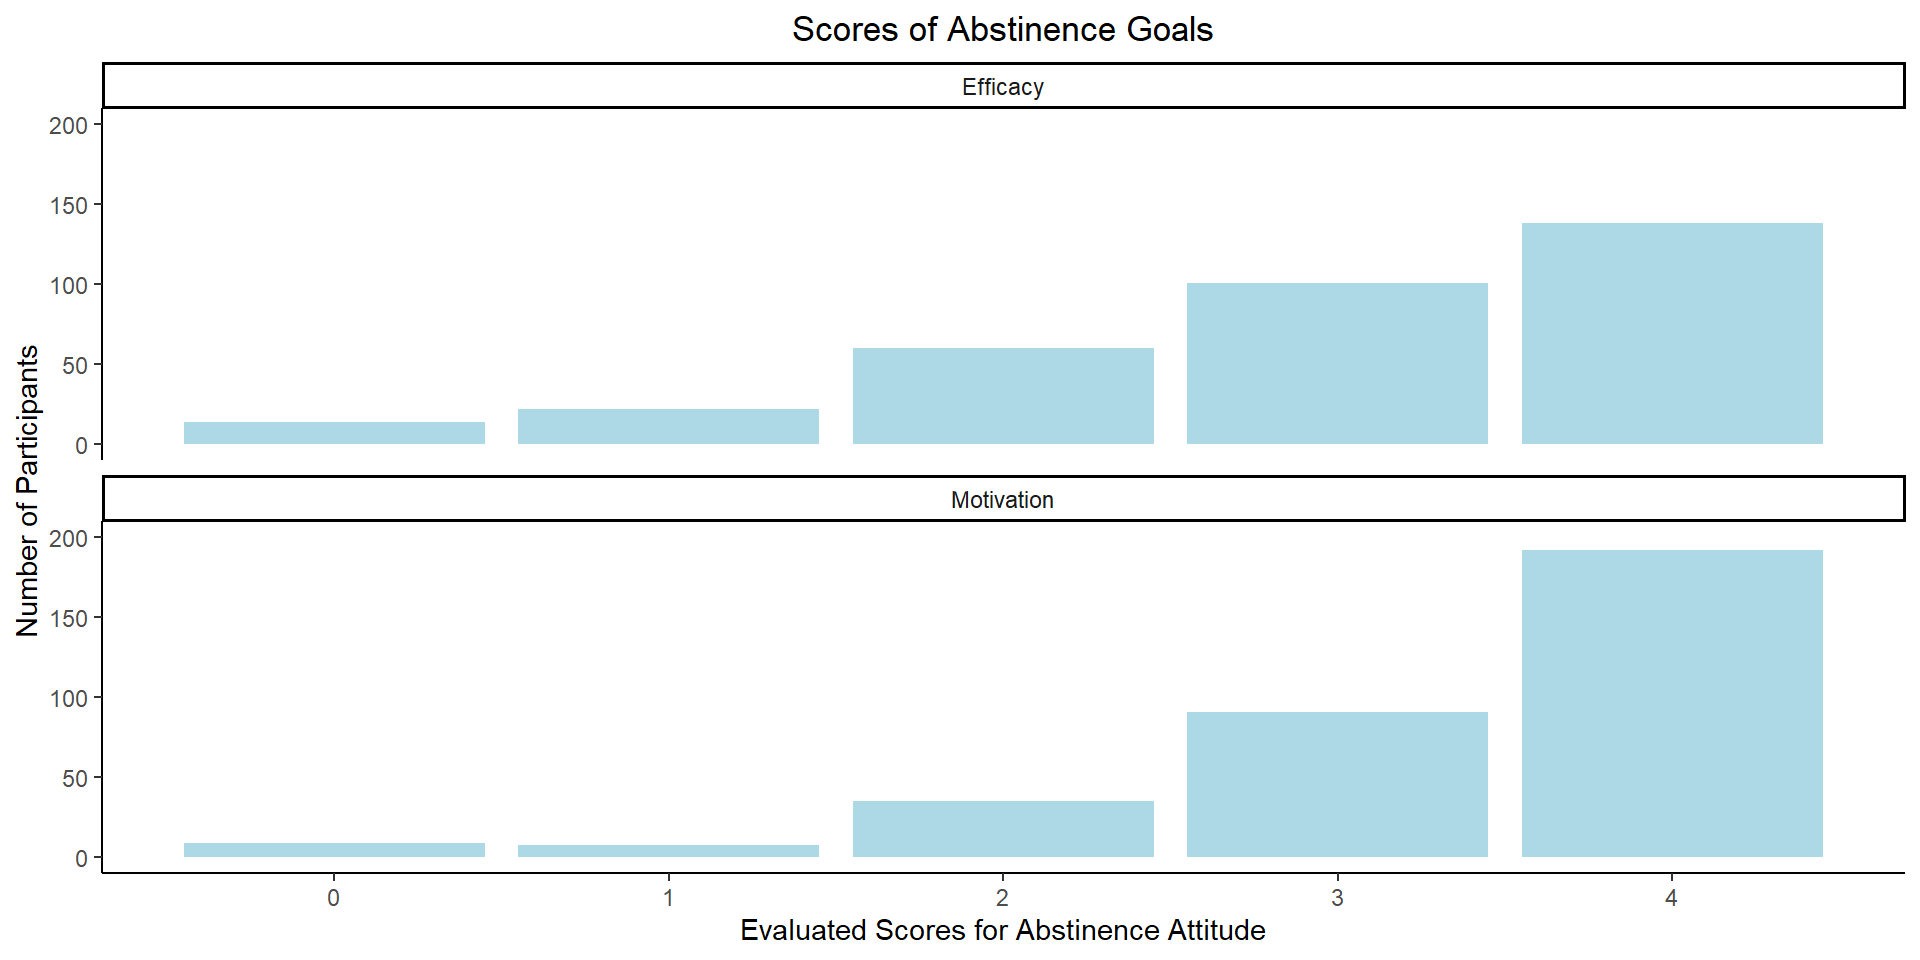 Scores of Abstinence Goals
Efficacy
200
150
100
50
0
Motivation
200
150
100
50
0
Number of Participants
0 1 2 3 4
Evaluated Scores for Abstinence Attitude